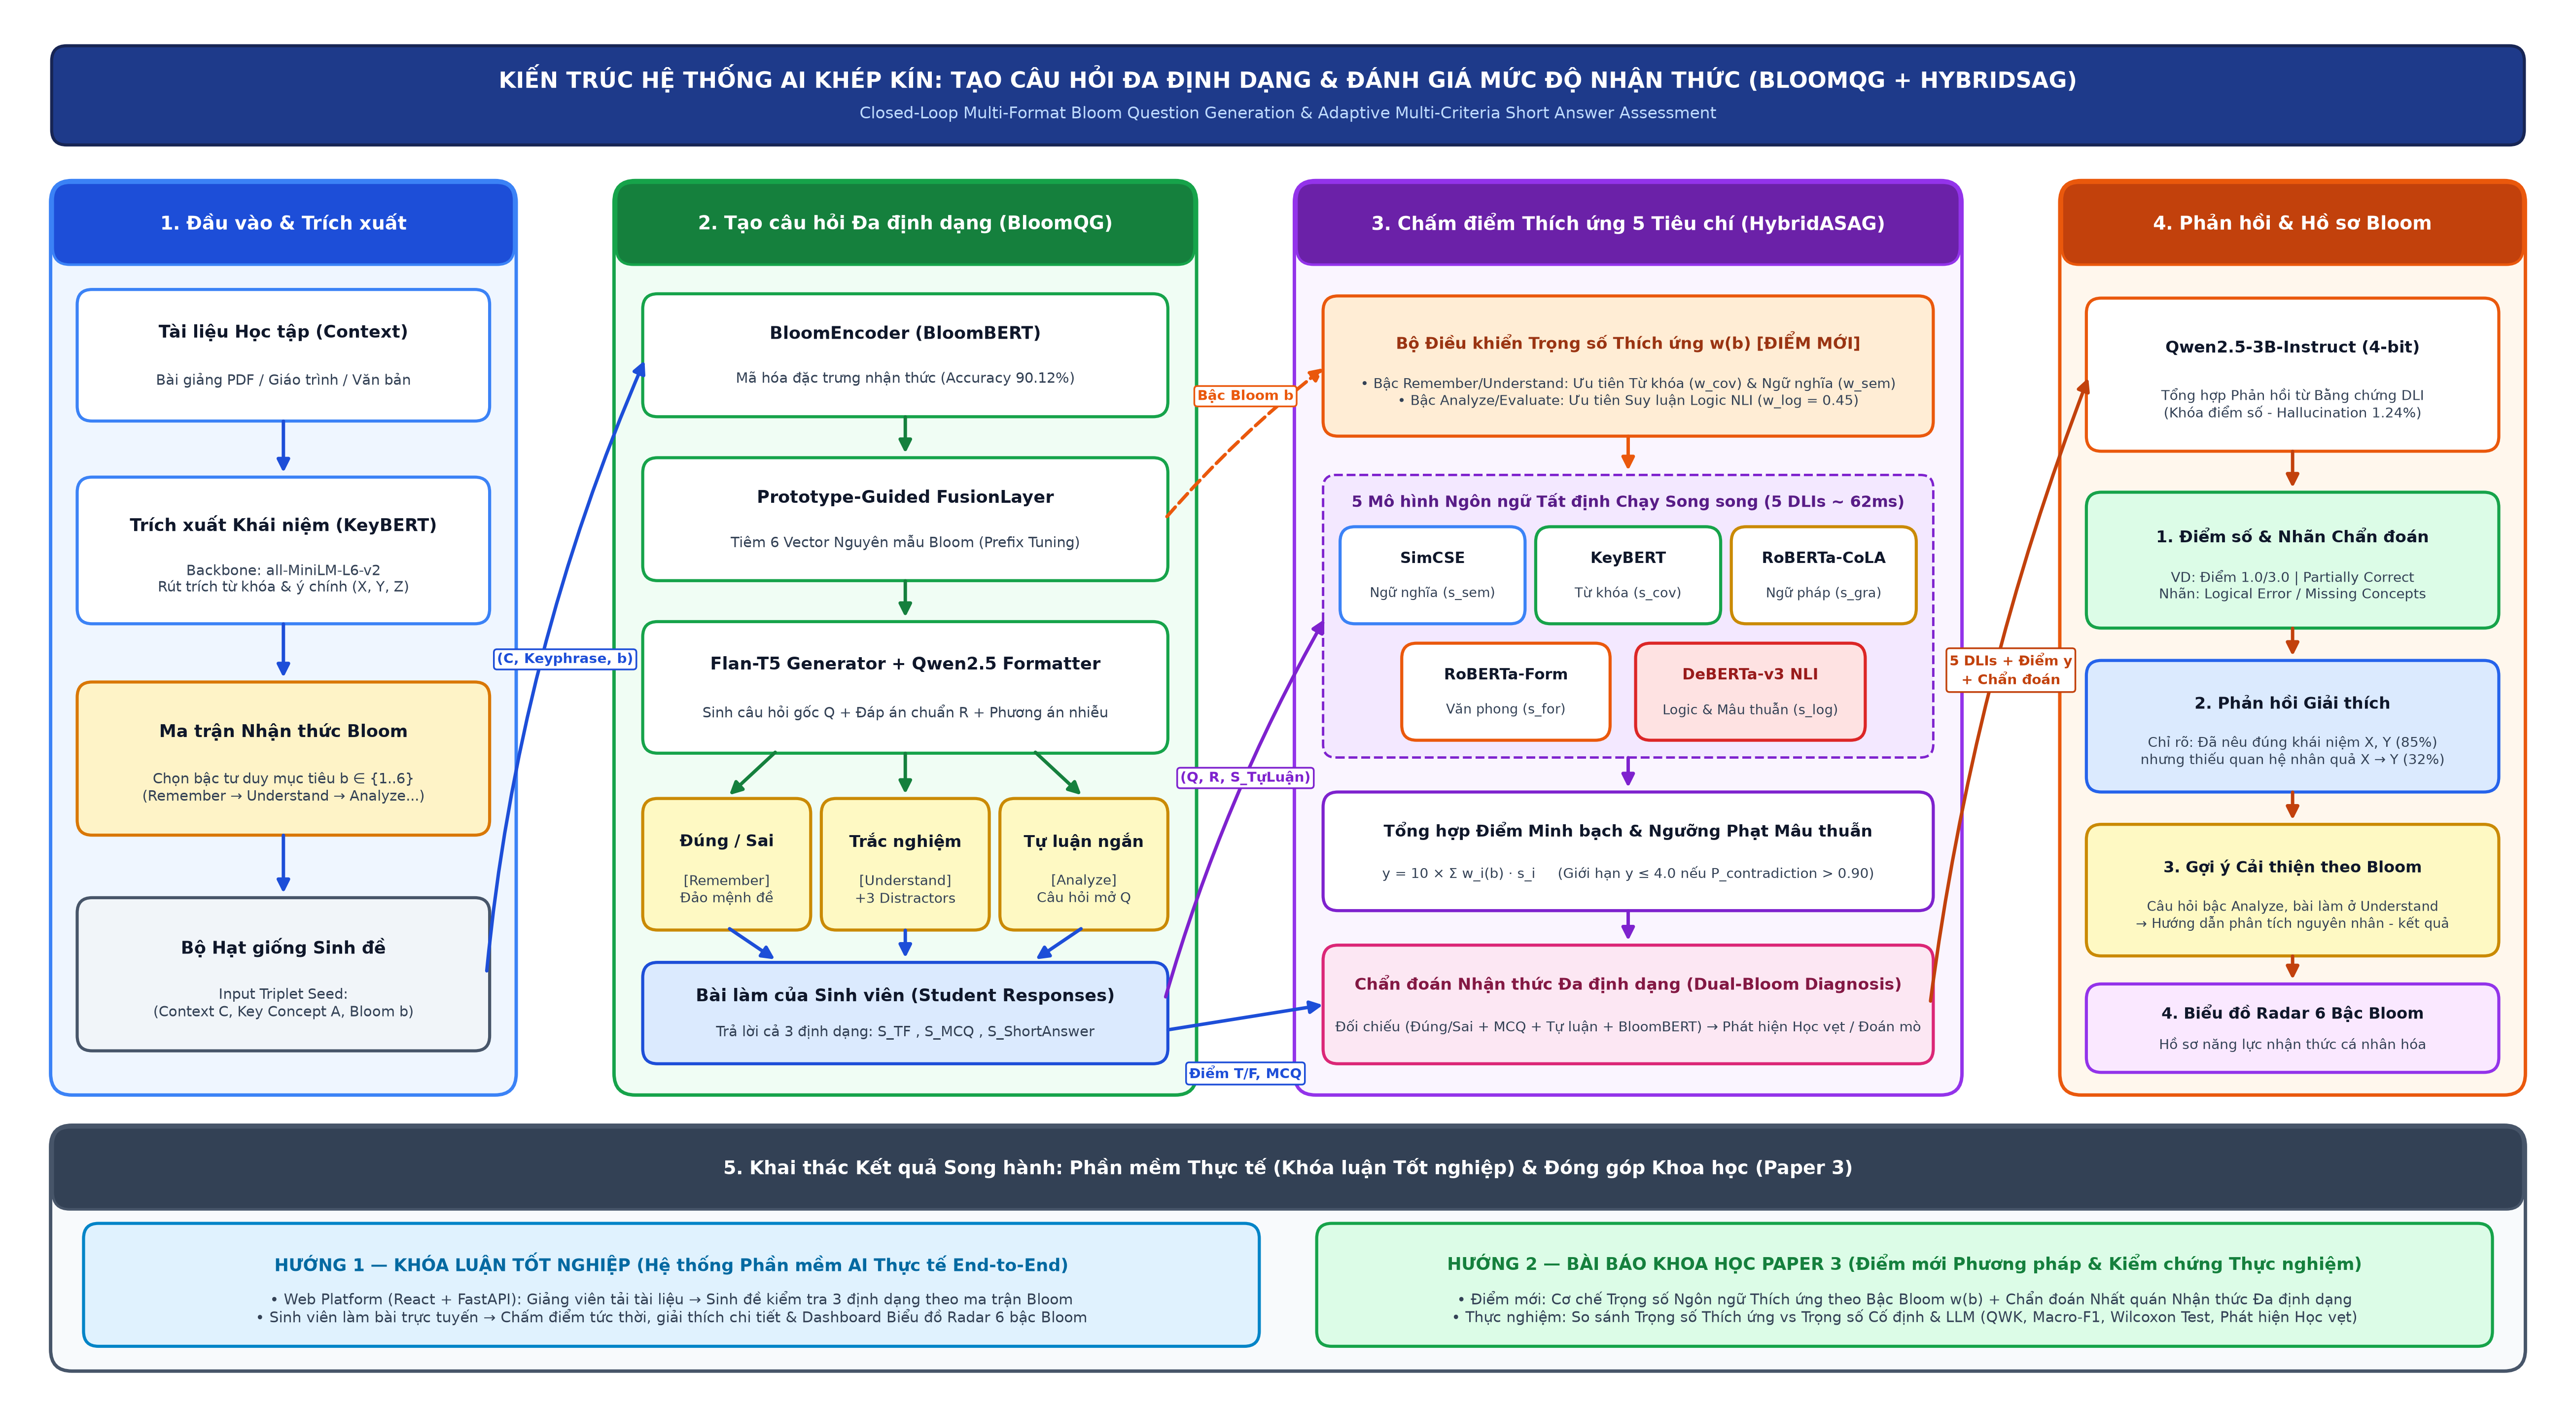 KIẾN TRÚC HỆ THỐNG AI KHÉP KÍN: TẠO CÂU HỎI ĐA ĐỊNH DẠNG & ĐÁNH GIÁ MỨC ĐỘ NHẬN THỨC (BLOOMQG + HYBRIDSAG)
Closed-Loop Multi-Format Bloom Question Generation & Adaptive Multi-Criteria Short Answer Assessment
1. Đầu vào & Trích xuất
Tài liệu Học tập (Context)
Bài giảng PDF / Giáo trình / Văn bản
Trích xuất Khái niệm (KeyBERT)
Backbone: all-MiniLM-L6-v2
Rút trích từ khóa & ý chính (X, Y, Z)
Ma trận Nhận thức Bloom
Chọn bậc tư duy mục tiêu b ∈ {1..6}
(Remember → Understand → Analyze...)
Bộ Hạt giống Sinh đề
Input Triplet Seed:
(Context C, Key Concept A, Bloom b)
(C, Keyphrase, b)
2. Tạo câu hỏi Đa định dạng (BloomQG)
BloomEncoder (BloomBERT)
Mã hóa đặc trưng nhận thức (Accuracy 90.12%)
Prototype-Guided FusionLayer
Tiêm 6 Vector Nguyên mẫu Bloom (Prefix Tuning)
Flan-T5 Generator + Qwen2.5 Formatter
Sinh câu hỏi gốc Q + Đáp án chuẩn R + Phương án nhiễu
Đúng / Sai
[Remember]
Đảo mệnh đề
Trắc nghiệm
[Understand]
+3 Distractors
Tự luận ngắn
[Analyze]
Câu hỏi mở Q
Bài làm của Sinh viên (Student Responses)
Trả lời cả 3 định dạng: S_TF , S_MCQ , S_ShortAnswer
Bậc Bloom b
(Q, R, S_TựLuận)
Điểm T/F, MCQ
3. Chấm điểm Thích ứng 5 Tiêu chí (HybridASAG)
Bộ Điều khiển Trọng số Thích ứng w(b) [ĐIỂM MỚI]
• Bậc Remember/Understand: Ưu tiên Từ khóa (w_cov) & Ngữ nghĩa (w_sem)
• Bậc Analyze/Evaluate: Ưu tiên Suy luận Logic NLI (w_log = 0.45)
5 Mô hình Ngôn ngữ Tất định Chạy Song song (5 DLIs ~ 62ms)
SimCSE
Ngữ nghĩa (s_sem)
KeyBERT
Từ khóa (s_cov)
RoBERTa-CoLA
Ngữ pháp (s_gra)
RoBERTa-Form
Văn phong (s_for)
DeBERTa-v3 NLI
Logic & Mâu thuẫn (s_log)
Tổng hợp Điểm Minh bạch & Ngưỡng Phạt Mâu thuẫn
y = 10 × Σ w_i(b) · s_i (Giới hạn y ≤ 4.0 nếu P_contradiction > 0.90)
Chẩn đoán Nhận thức Đa định dạng (Dual-Bloom Diagnosis)
Đối chiếu (Đúng/Sai + MCQ + Tự luận + BloomBERT) → Phát hiện Học vẹt / Đoán mò
5 DLIs + Điểm y
+ Chẩn đoán
4. Phản hồi & Hồ sơ Bloom
Qwen2.5-3B-Instruct (4-bit)
Tổng hợp Phản hồi từ Bằng chứng DLI
(Khóa điểm số - Hallucination 1.24%)
1. Điểm số & Nhãn Chẩn đoán
VD: Điểm 1.0/3.0 | Partially Correct
Nhãn: Logical Error / Missing Concepts
2. Phản hồi Giải thích
Chỉ rõ: Đã nêu đúng khái niệm X, Y (85%)
nhưng thiếu quan hệ nhân quả X → Y (32%)
3. Gợi ý Cải thiện theo Bloom
Câu hỏi bậc Analyze, bài làm ở Understand
→ Hướng dẫn phân tích nguyên nhân - kết quả
4. Biểu đồ Radar 6 Bậc Bloom
Hồ sơ năng lực nhận thức cá nhân hóa
5. Khai thác Kết quả Song hành: Phần mềm Thực tế (Khóa luận Tốt nghiệp) & Đóng góp Khoa học (Paper 3)
HƯỚNG 1 — KHÓA LUẬN TỐT NGHIỆP (Hệ thống Phần mềm AI Thực tế End-to-End)
• Web Platform (React + FastAPI): Giảng viên tải tài liệu → Sinh đề kiểm tra 3 định dạng theo ma trận Bloom
• Sinh viên làm bài trực tuyến → Chấm điểm tức thời, giải thích chi tiết & Dashboard Biểu đồ Radar 6 bậc Bloom
HƯỚNG 2 — BÀI BÁO KHOA HỌC PAPER 3 (Điểm mới Phương pháp & Kiểm chứng Thực nghiệm)
• Điểm mới: Cơ chế Trọng số Ngôn ngữ Thích ứng theo Bậc Bloom w(b) + Chẩn đoán Nhất quán Nhận thức Đa định dạng
• Thực nghiệm: So sánh Trọng số Thích ứng vs Trọng số Cố định & LLM (QWK, Macro-F1, Wilcoxon Test, Phát hiện Học vẹt)